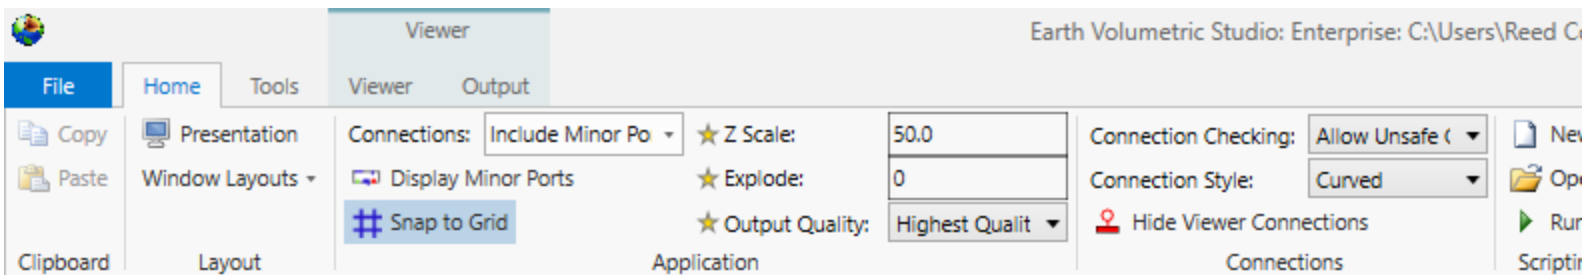 Viewer
Earth Volumetric Studio: Enterprise: C:\Users\Reed
File Home Tools Viewer Output
Copy Presentation Connections: Include Minor Po Z Scale: 50.0 Connection Checking: Allow Unsafe
Paste Window Layouts Display Minor Ports Explode: 0 Connection Style: Curved
Snap to Grid Output Quality: Highest Qualit Hide Viewer Connections Run
Clipboard Layout Application Connections